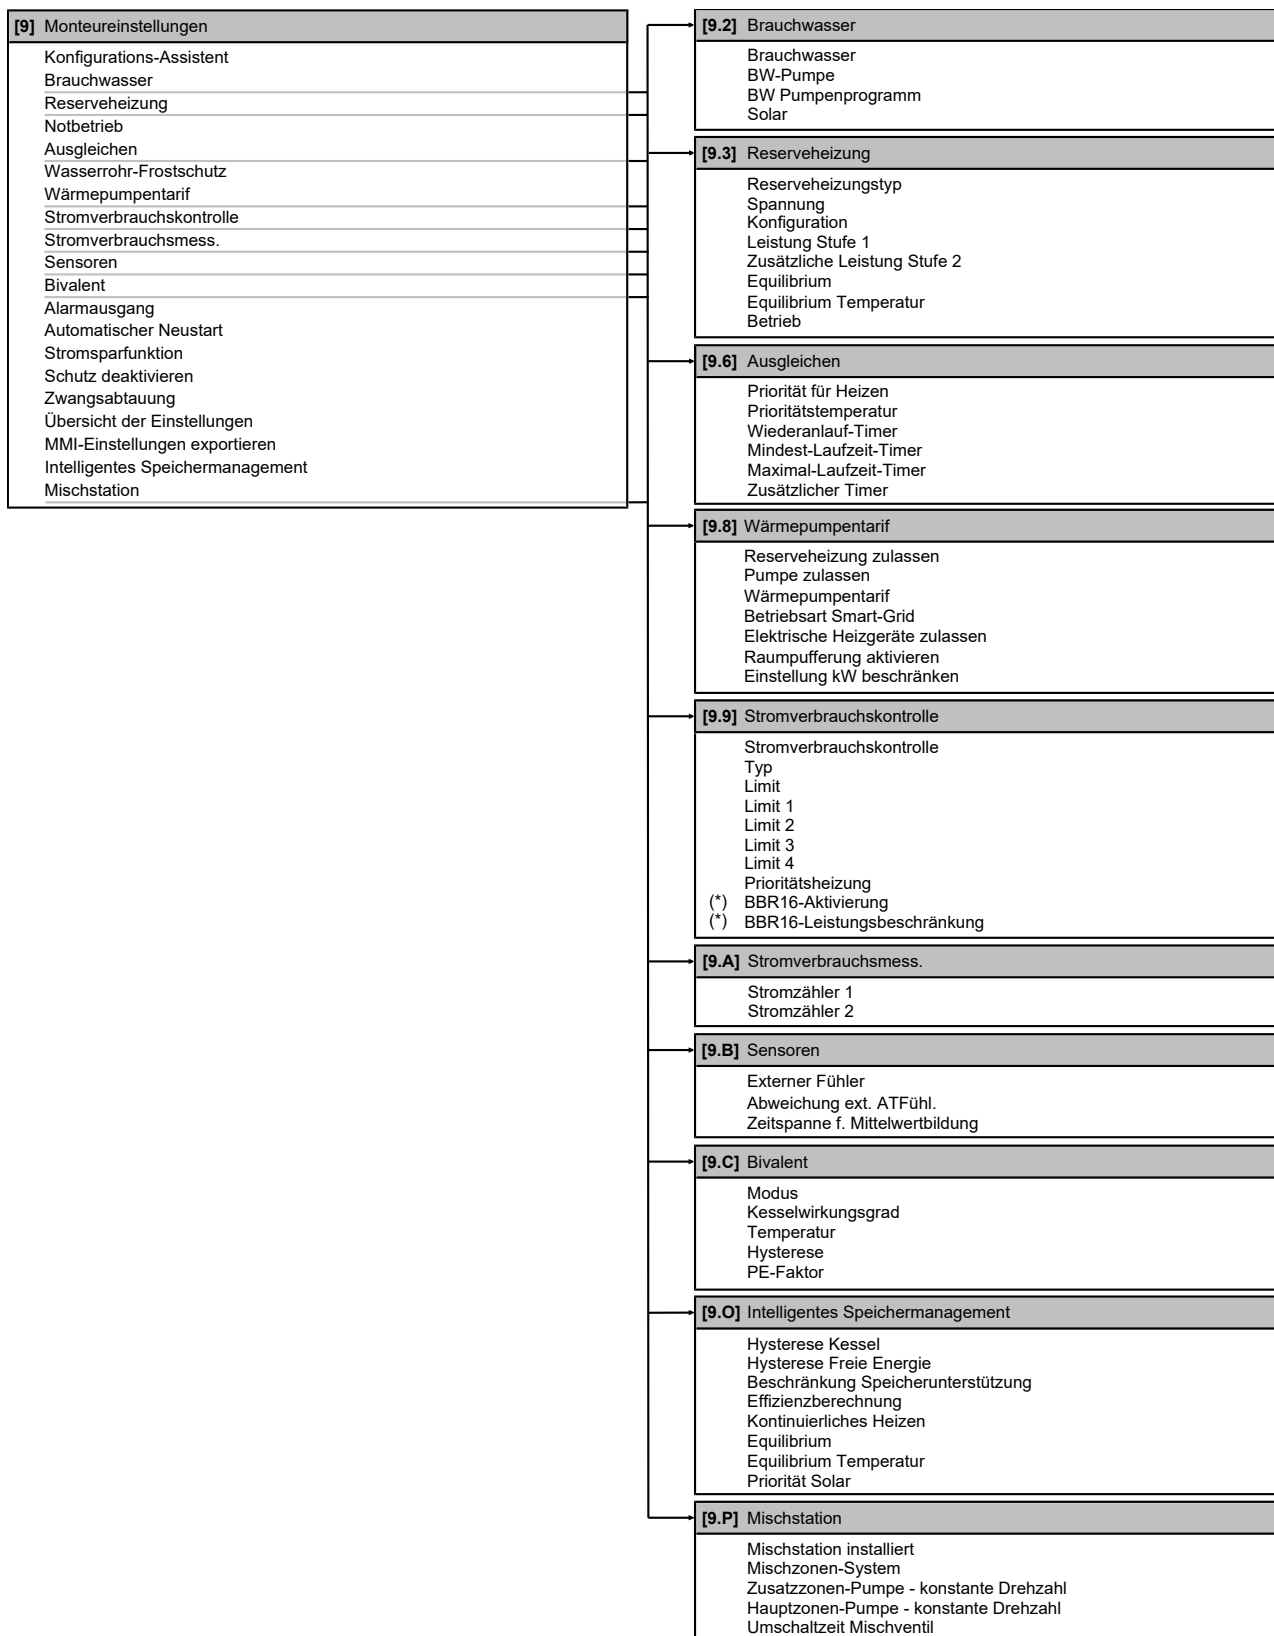 [9] Monteureinstellungen
Konfigurations-Assistent
Brauchwasser
Reserveheizung
Notbetrieb
Ausgleichen
Wasserrohr-Frostschutz
Wärmepumpentarif
Stromverbrauchskontrolle
Stromverbrauchsmess.
Sensoren
Bivalent
Alarmausgang
Automatischer Neustart
Stromsparfunktion
Schutz deaktivieren
Zwangsabtauung
Übersicht der Einstellungen
MMI-Einstellungen exportieren
Intelligentes Speichermanagement
Mischstation
[9.2] Brauchwasser
Brauchwasser
BW-Pumpe
BW Pumpenprogramm
Solar
[9.3] Reserveheizung
Reserveheizungstyp
Spannung
Konfiguration
Leistung Stufe 1
Zusätzliche Leistung Stufe 2
Equilibrium
Equilibrium Temperatur
Betrieb
[9.6] Ausgleichen
Priorität für Heizen
Prioritätstemperatur
Wiederanlauf-Timer
Mindest-Laufzeit-Timer
Maximal-Laufzeit-Timer
Zusätzlicher Timer
[9.8] Wärmepumpentarif
Reserveheizung zulassen
Pumpe zulassen
Wärmepumpentarif
Betriebsart Smart-Grid
Elektrische Heizgeräte zulassen
Raumpufferung aktivieren
Einstellung kW beschränken
[9.9] Stromverbrauchskontrolle
Stromverbrauchskontrolle
Typ
Limit
Limit 1
Limit 2
Limit 3
Limit 4
Prioritätsheizung
(*) BBR16-Aktivierung
(*) BBR16-Leistungsbeschränkung
[9.A] Stromverbrauchsmess.
Stromzähler 1
Stromzähler 2
[9.B] Sensoren
Externer Fühler
Abweichung ext. ATFühl.
Zeitspanne f. Mittelwertbildung
[9.C] Bivalent
Modus
Kesselwirkungsgrad
Temperatur
Hysterese
PE-Faktor
[9.O] Intelligentes Speichermanagement
Hysterese Kessel
Hysterese Freie Energie
Beschränkung Speicherunterstützung
Effizienzberechnung
Kontinuierliches Heizen
Equilibrium
Equilibrium Temperatur
Priorität Solar
[9.P] Mischstation
Mischstation installiert
Mischzonen-System
Zusatzzonen-Pumpe - konstante Drehzahl
Hauptzonen-Pumpe - konstante Drehzahl
Umschaltzeit Mischventil